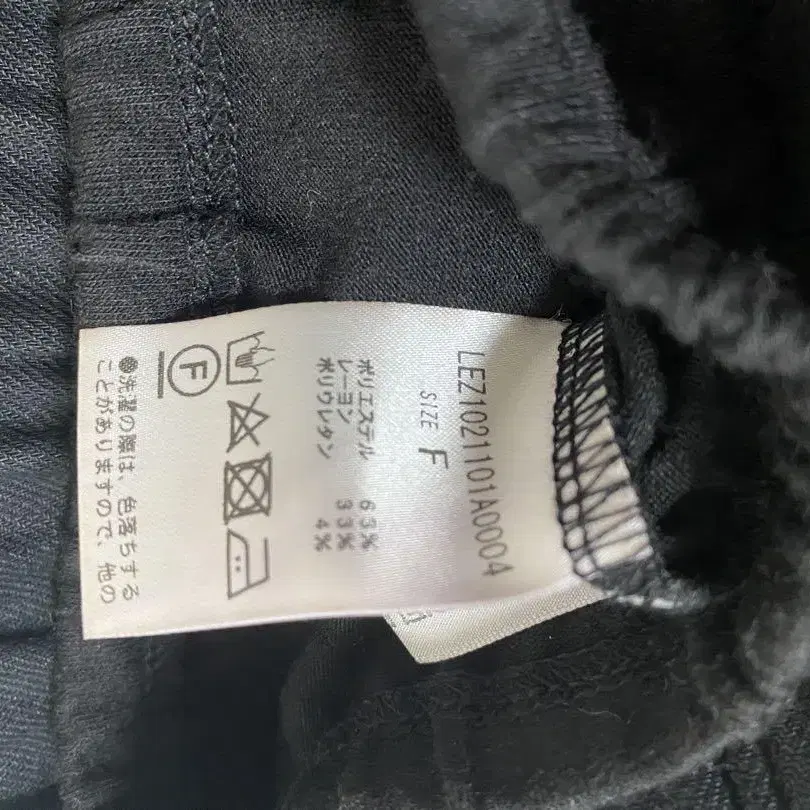 LEZ1021101A0004
SIZE F
ポリエステル 63%
レーヨン 33%
ポリウレタン 4%
F
●洗濯の際は、色落ちする
ことがありますので、他の